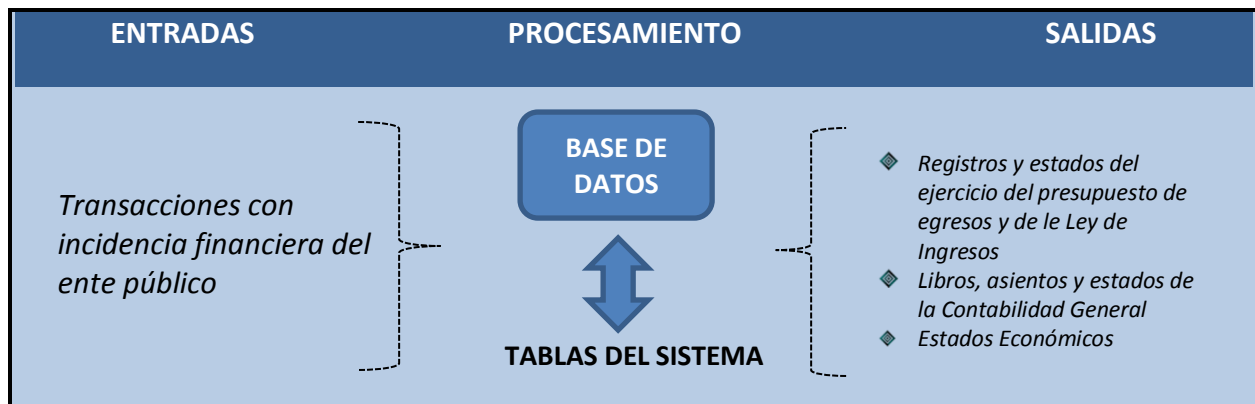 ENTRADAS
PROCESAMIENTO
SALIDAS
Transacciones con
incidencia financiera del
ente público
BASE DE
DATOS
TABLAS DEL SISTEMA
Registros y estados del
ejercicio del presupuesto de
egresos y de le Ley de
Ingresos
Libros, asientos y estados de
la Contabilidad General
Estados Económicos